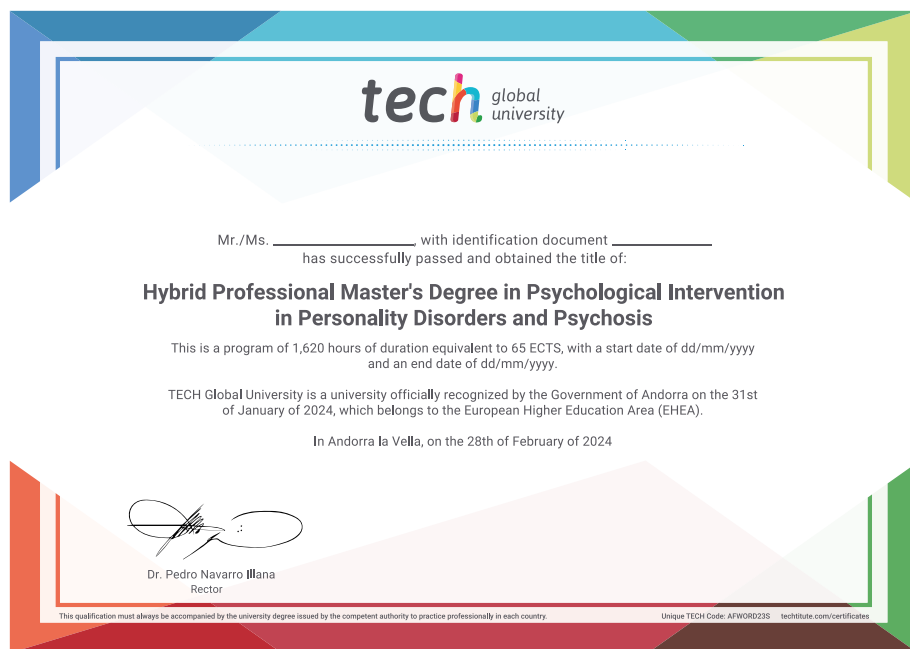 tech global
university
Mr./Ms. ____________, with identification document ____________
has successfully passed and obtained the title of:
Hybrid Professional Master's Degree in Psychological Intervention
in Personality Disorders and Psychosis
This is a program of 1,620 hours of duration equivalent to 65 ECTS, with a start date of dd/mm/yyyy
and an end date of dd/mm/yyyy.
TECH Global University is a university officially recognized by the Government of Andorra on the 31st
of January of 2024, which belongs to the European Higher Education Area (EHEA).
In Andorra la Vella, on the 28th of February of 2024
Dr. Pedro Navarro Illana
Rector
This qualification must always be accompanied by the university degree issued by the competent authority to practice professionally in each country.
Unique TECH Code: AFWORD23S techtitute.com/certificates